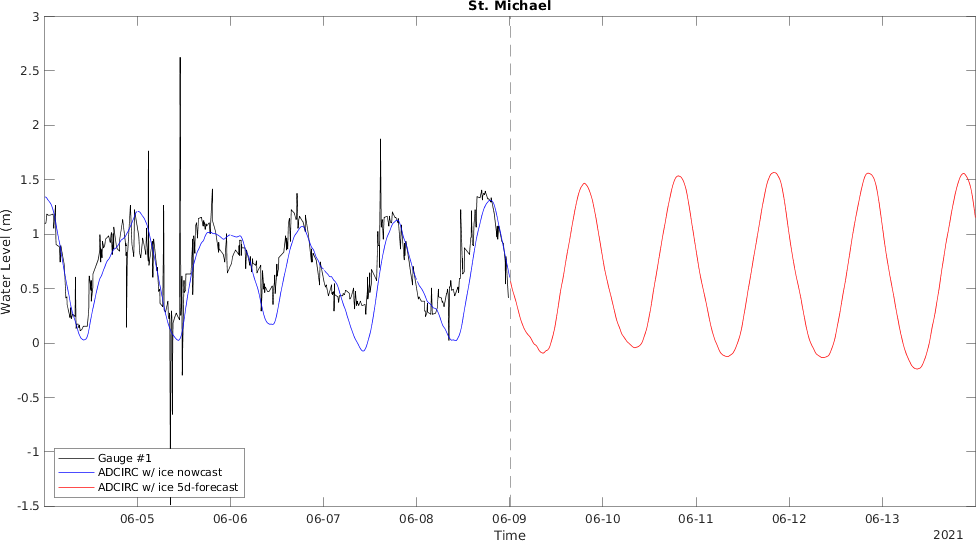 St. Michael
3
2.5
2
1.5
1
0.5
0
-0.5
-1
-1.5
Water Level (m)
Gauge #1
ADCIRC w/ ice nowcast
ADCIRC w/ ice 5d-forecast
06-05 06-06 06-07 06-08 06-09 06-10 06-11 06-12 06-13
Time
2021